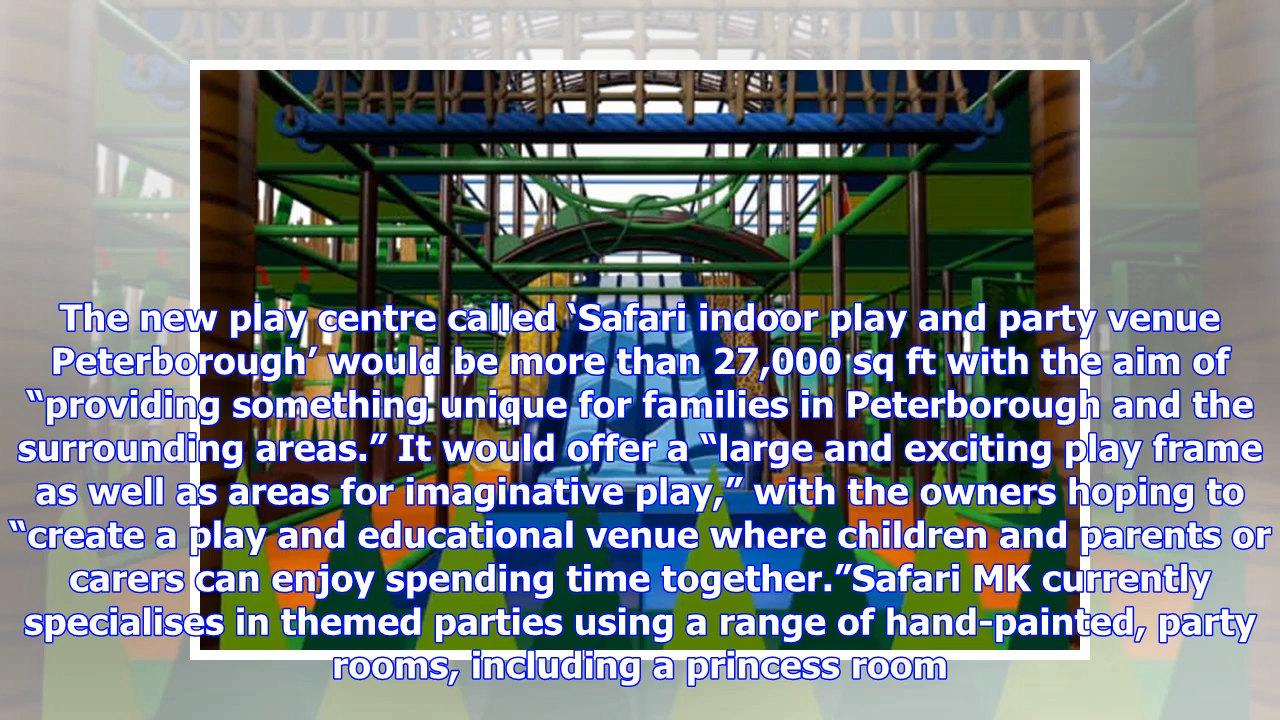 The new play centre called ‘Safari indoor play and party venue
Peterborough’ would be more than 27,000 sq ft with the aim of
“providing something unique for families in Peterborough and the
surrounding areas.” It would offer a “large and exciting play frame
as well as areas for imaginative play,” with the owners hoping to
“create a play and educational venue where children and parents or
carers can enjoy spending time together.”Safari MK currently
specialises in themed parties using a range of hand-painted, party
rooms, including a princess room